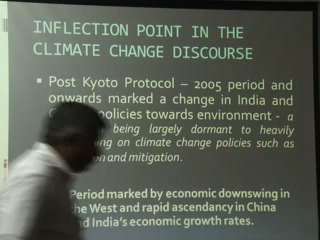 INFLECTION POINT IN THE
CLIMATE CHANGE DISCOURSE
▪ Post Kyoto Protocol – 2005 period and
onwards marked a change in India and
policies towards environment - a
being largely dormant to heavily
on climate change policies such as
and mitigation.
Period marked by economic downswing in
the West and rapid ascendancy in China
and India's economic growth rates.